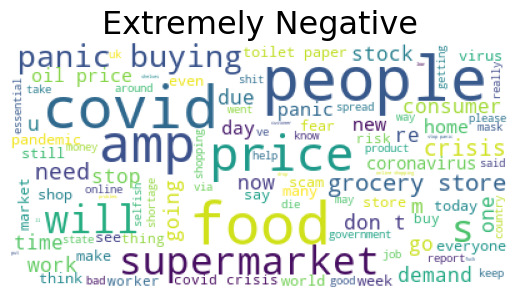 Extremely Negative
panic buying
toilet paper
stock
virus
getting
really
uk
oil price
even
shit
people
consumer
essential
take
around
covid
due
panic
spread
way
please
mask
u
went
amp
day
ve
fear
know
new
re
home
crisis
pandemic
money
still
price
risk
product
said
need
stop
shopping
help
coronavirus
now
scam
many
grocery store
market
shop
online
selfish
shortage
via
say
die
may
store
m
today
one
country
will
going
food
don t
buy
s
time
state
see
thing
government
go
everyone
work
make
supermarket
job
demand
report
think
bad
worker
covid crisis
world
good
week
keep